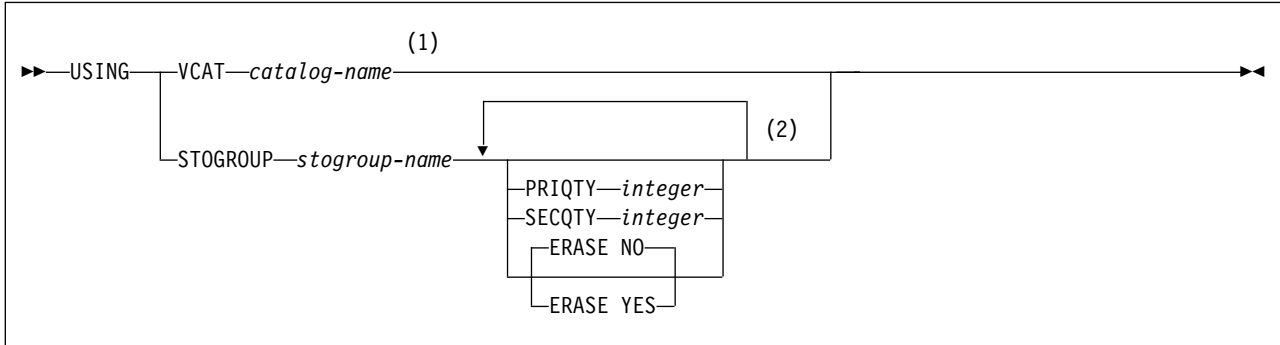 (1)
USING VCAT catalog-name
(2)
STOGROUP stogroup-name
PRIQTY integer
SECQTY integer
ERASE NO
ERASE YES